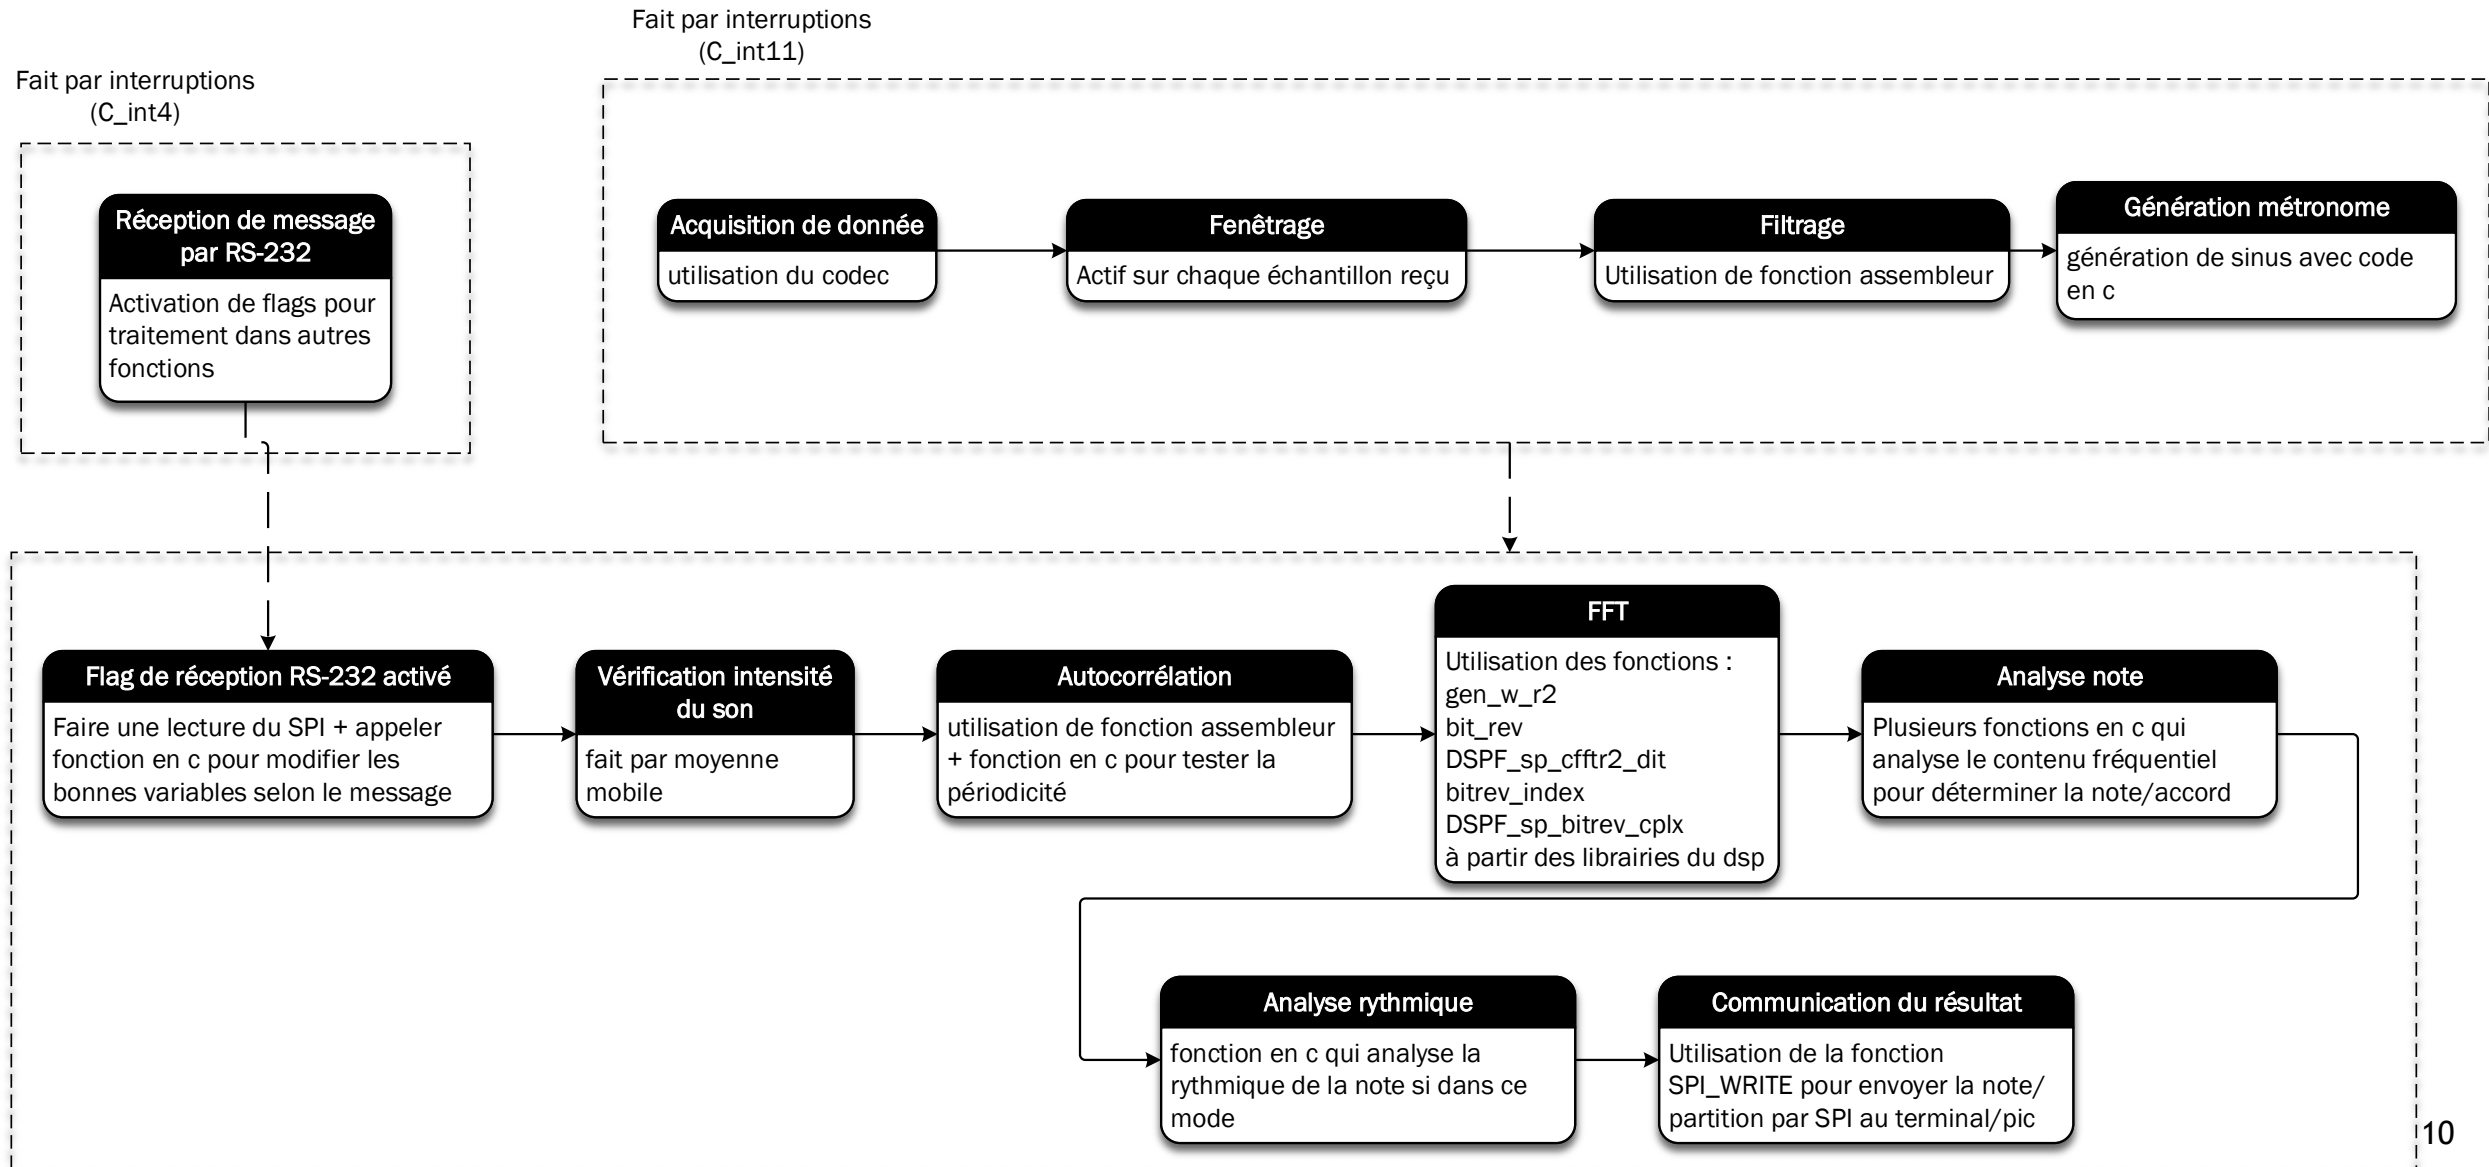 Fait par interruptions
(C_int11)
Fait par interruptions
(C_int4)
Réception de message
par RS-232
Activation de flags pour
traitement dans autres
fonctions
Acquisition de donnée
utilisation du codec
Fenêtrage
Actif sur chaque échantillon reçu
Filtrage
Utilisation de fonction assembleur
Génération métronome
génération de sinus avec code
en c
Flag de réception RS-232 activé
Faire une lecture du SPI + appeler
fonction en c pour modifier les
bonnes variables selon le message
Vérification intensité
du son
fait par moyenne
mobile
Autocorrélation
utilisation de fonction assembleur
+ fonction en c pour tester la
périodicité
FFT
Utilisation des fonctions :
gen_w_r2
bit_rev
DSPF_sp_cfftr2_dit
bitrev_index
DSPF_sp_bitrev_cplx
à partir des librairies du dsp
Analyse note
Plusieurs fonctions en c qui
analyse le contenu fréquentiel
pour déterminer la note/accord
Analyse rythmique
fonction en c qui analyse la
rythmique de la note si dans ce
mode
Communication du résultat
Utilisation de la fonction
SPI_WRITE pour envoyer la note/
partition par SPI au terminal/pic
10